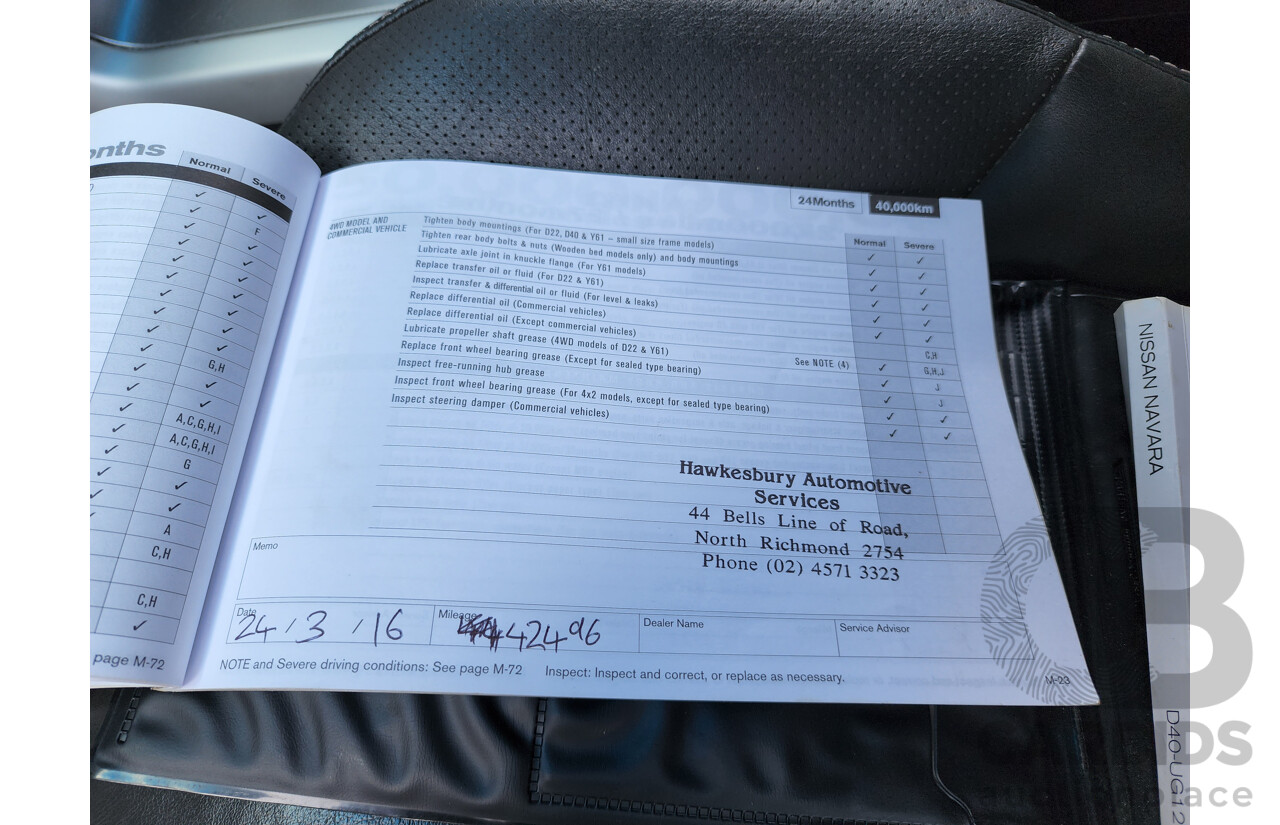 onths
Normal
Severe
F
G,H
A,C,G,H,I
A,C,G,H,I
G
A
C,H
C,H
page M-72
24Months 40,000km
Normal Severe
4WD MODEL AND
COMMERCIAL VEHICLE
Tighten body mountings (For D22, D40 & Y61 – small size frame models)
Tighten rear body bolts & nuts (Wooden bed models only) and body mountings
Lubricate axle joint in knuckle flange (For Y61 models)
Replace transfer oil or fluid (For D22 & Y61)
Inspect transfer & differential oil or fluid (For level & leaks)
Replace differential oil (Commercial vehicles)
Replace differential oil (Except commercial vehicles)
Lubricate propeller shaft grease (4WD models of D22 & Y61)
Replace front wheel bearing grease (Except for sealed type bearing) See NOTE (4)
Inspect free-running hub grease
Inspect front wheel bearing grease (For 4x2 models, except for sealed type bearing)
Inspect steering damper (Commercial vehicles)
C,H
G,H,J
J
J
Hawkesbury Automotive
Services
44 Bells Line of Road,
North Richmond 2754
Phone (02) 4571 3323
Memo
Date
24 / 3 / 16
Mileage
42496
Dealer Name
Service Advisor
NOTE and Severe driving conditions: See page M-72 Inspect: Inspect and correct, or replace as necessary.
M-23
NISSAN NAVARA
D40-UG12